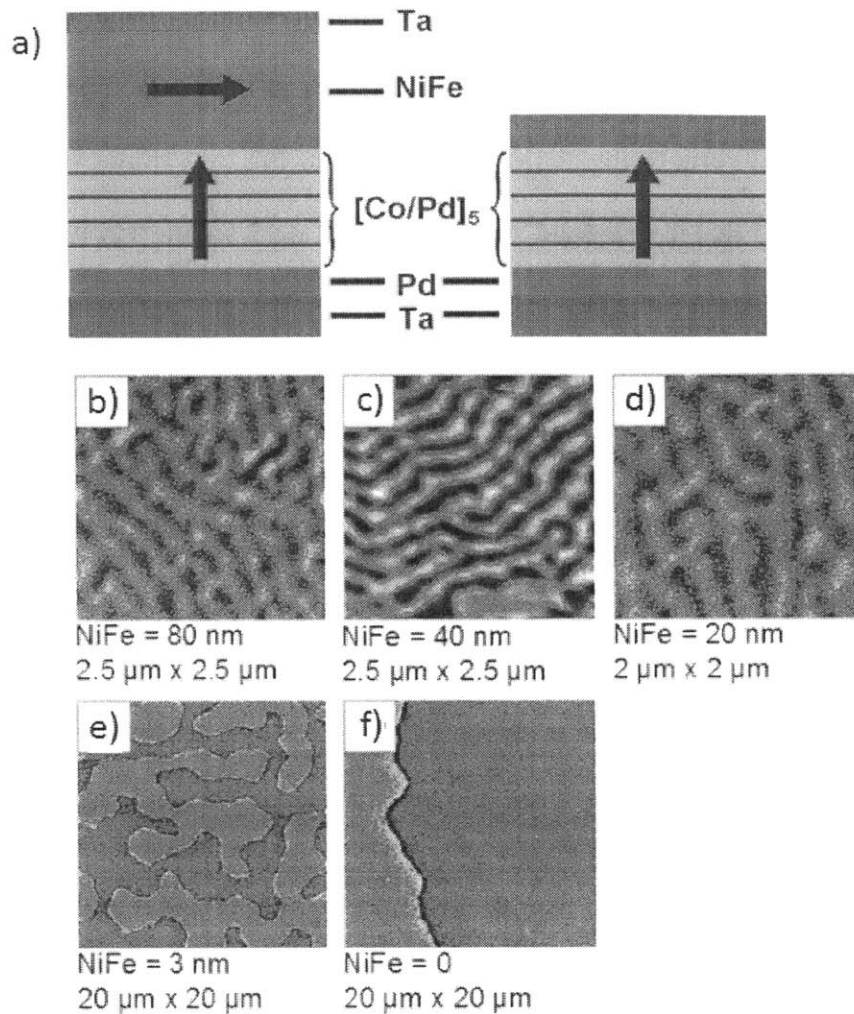 a)
Ta
NiFe
[Co/Pd]₅
Pd
Ta
b)
c)
d)
NiFe = 80 nm
2.5 µm x 2.5 µm
NiFe = 40 nm
2.5 µm x 2.5 µm
NiFe = 20 nm
2 µm x 2 µm
e)
f)
NiFe = 3 nm
20 µm x 20 µm
NiFe = 0
20 µm x 20 µm